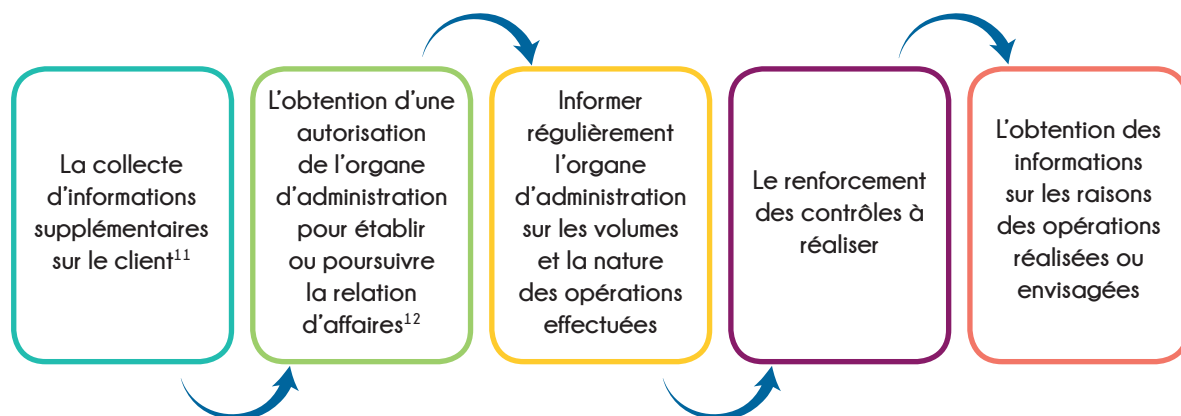 La collecte
d'informations
supplémentaires
sur le client¹¹
L'obtention d'une
autorisation
de l'organe
d'administration
pour établir
ou poursuivre
la relation
d'affaires¹²
Informer
régulièrement
l'organe
d'administration
sur les volumes
et la nature
des opérations
effectuées
Le renforcement
des contrôles à
réaliser
L'obtention des
informations
sur les raisons
des opérations
réalisées ou
envisagées